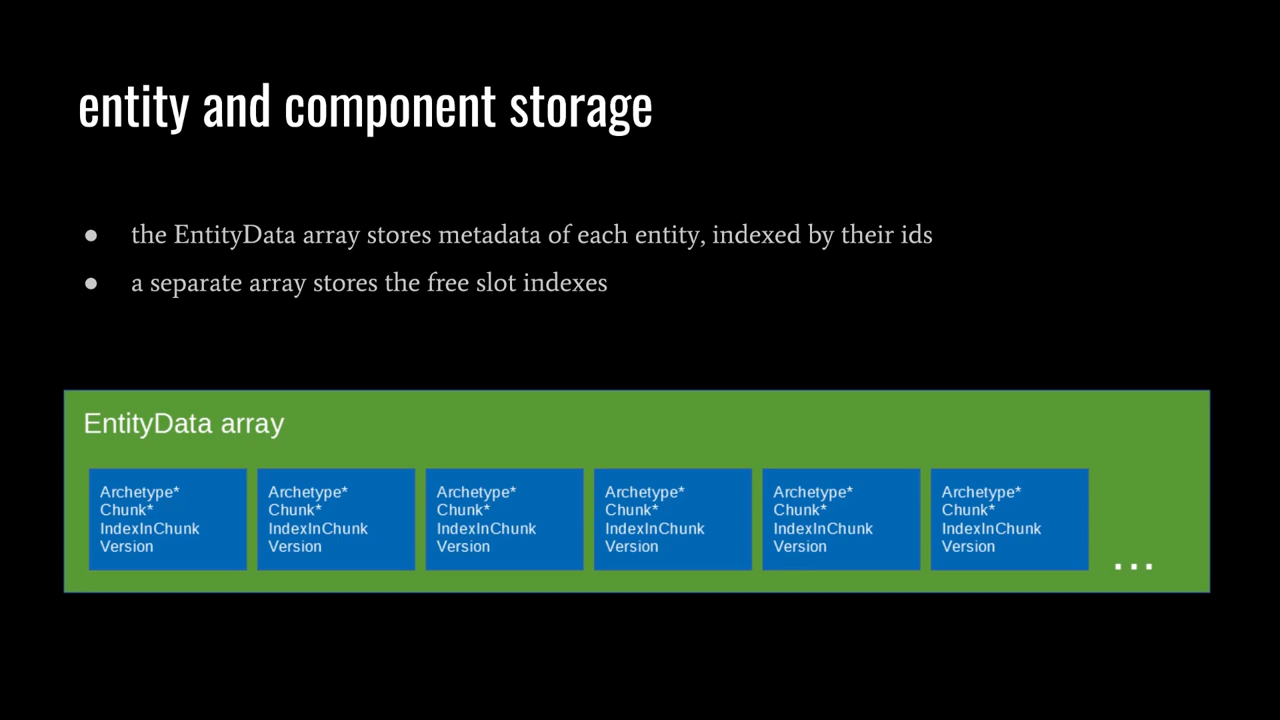 entity and component storage
● the EntityData array stores metadata of each entity, indexed by their ids
● a separate array stores the free slot indexes
EntityData array
Archetype*
Chunk*
IndexInChunk
Version
Archetype*
Chunk*
IndexInChunk
Version
Archetype*
Chunk*
IndexInChunk
Version
Archetype*
Chunk*
IndexInChunk
Version
Archetype*
Chunk*
IndexInChunk
Version
Archetype*
Chunk*
IndexInChunk
Version
...